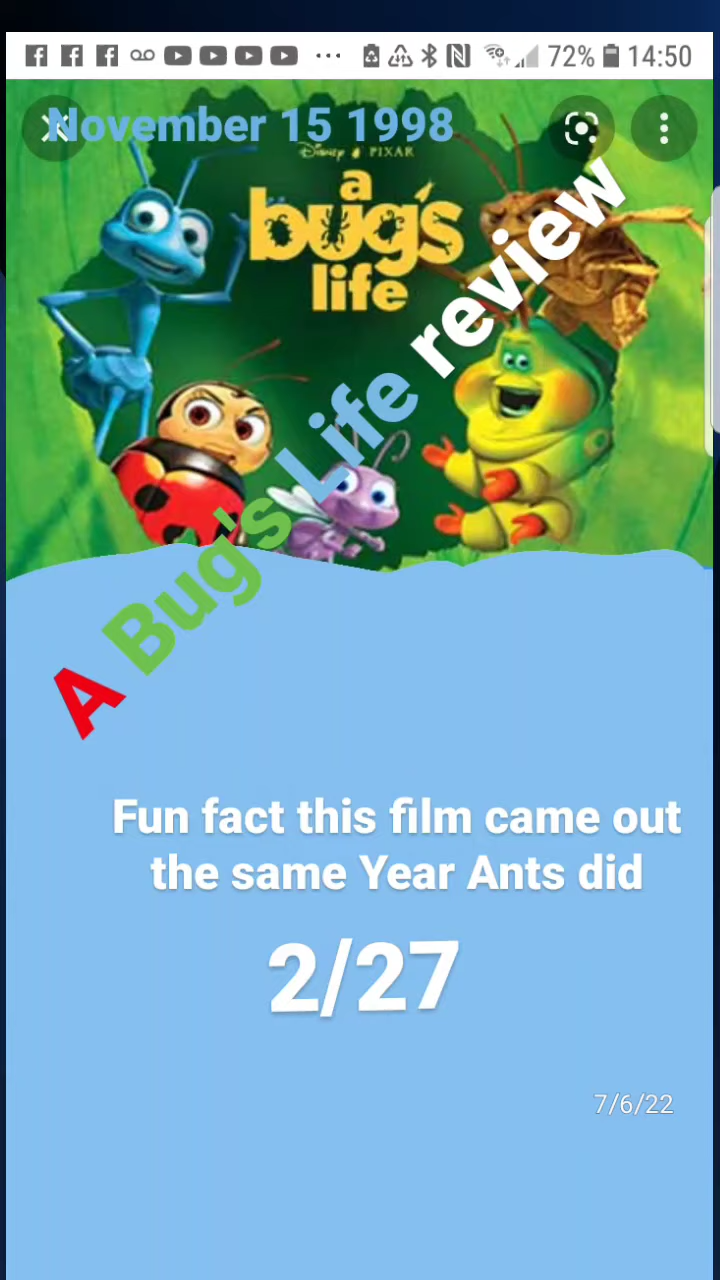 72% 14:50
November 15 1998
Disney PIXAR
a
bug's
life
A Bug's Life review
Fun fact this film came out
the same Year Ants did
2/27
7/6/22